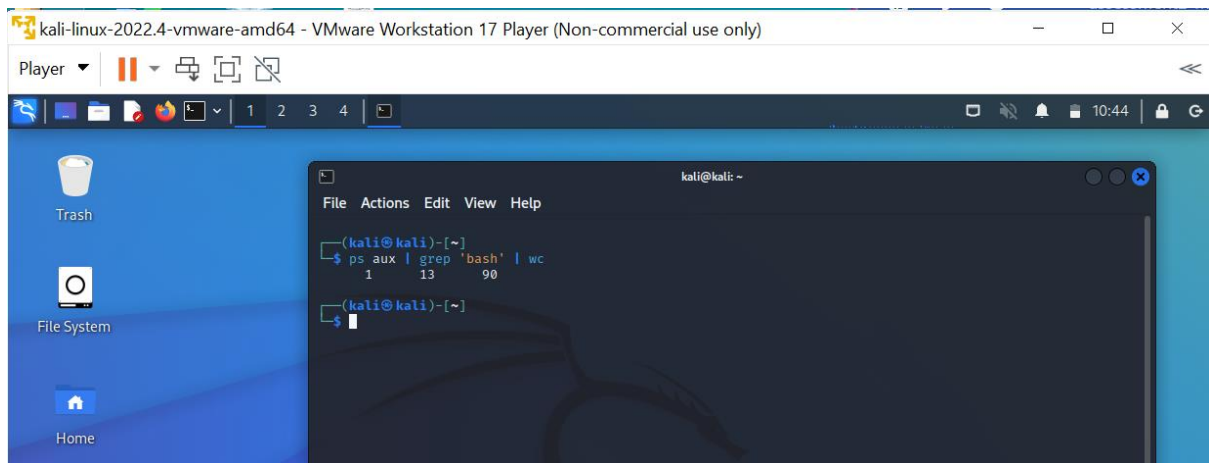 kali-linux-2022.4-vmware-amd64 - VMware Workstation 17 Player (Non-commercial use only)
Player
1 2 3 4 10:44
kali@kali: ~
File Actions Edit View Help
Trash
┌──(kali㉿kali)-[~]
└─$ ps aux | grep 'bash' | wc
1 13 90
┌──(kali㉿kali)-[~]
└─$
File System
Home